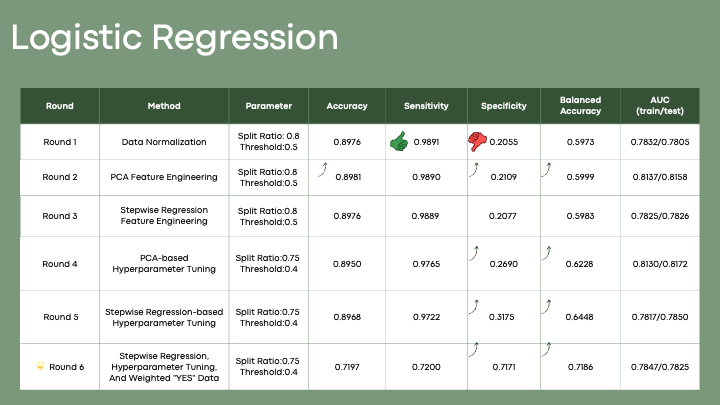 Logistic Regression
Round
Method
Parameter
Accuracy
Sensitivity
Specificity
Balanced
Accuracy
AUC
(train/test)
Round 1
Data Normalization
Split Ratio: 0.8
Threshold:0.5
0.8976
0.9891
0.2055
0.5973
0.7832/0.7805
Round 2
PCA Feature Engineering
Split Ratio:0.8
Threshold:0.5
0.8981
0.9890
0.2109
0.5999
0.8137/0.8158
Round 3
Stepwise Regression
Feature Engineering
Split Ratio:0.8
Threshold:0.5
0.8976
0.9889
0.2077
0.5983
0.7825/0.7826
Round 4
PCA-based
Hyperparameter Tuning
Split Ratio:0.75
Threshold:0.4
0.8950
0.9765
0.2690
0.6228
0.8130/0.8172
Round 5
Stepwise Regression-based
Hyperparameter Tuning
Split Ratio:0.75
Threshold:0.4
0.8968
0.9722
0.3175
0.6448
0.7817/0.7850
Round 6
Stepwise Regression,
Hyperparameter Tuning,
And Weighted "YES" Data
Split Ratio:0.75
Threshold:0.4
0.7197
0.7200
0.7171
0.7186
0.7847/0.7825